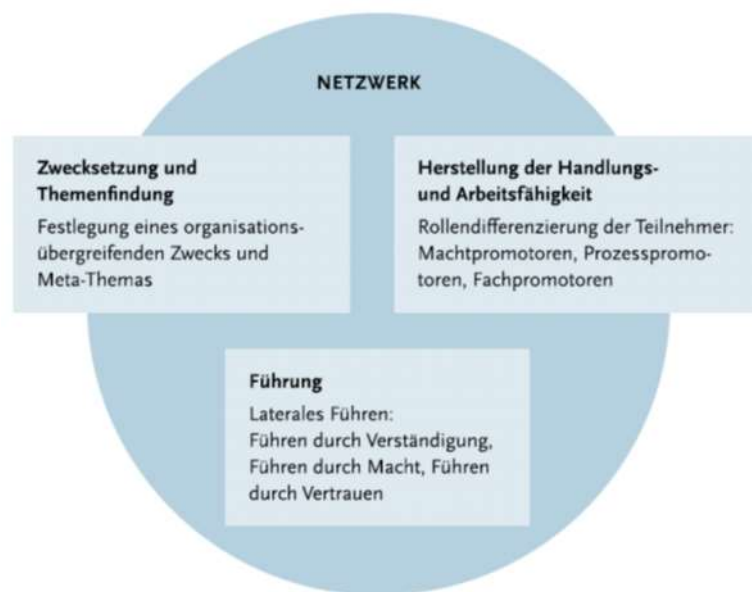 NETZWERK
Zwecksetzung und
Themenfindung
Festlegung eines organisations-
übergreifenden Zwecks und
Meta-Themas
Herstellung der Handlungs-
und Arbeitsfähigkeit
Rollendifferenzierung der Teilnehmer:
Machtpromotoren, Prozesspromo-
toren, Fachpromotoren
Führung
Laterales Führen:
Führen durch Verständigung,
Führen durch Macht, Führen
durch Vertrauen